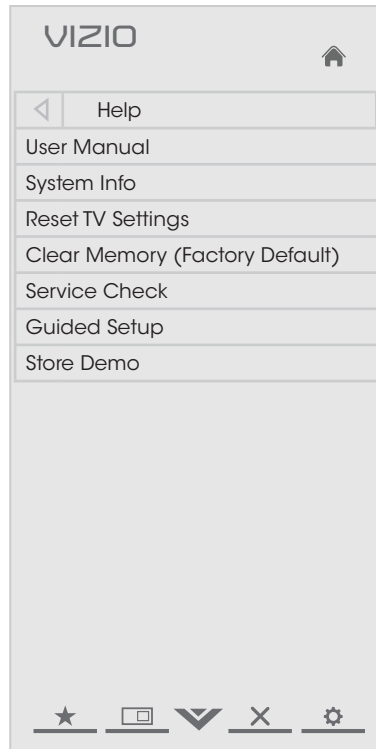 VIZIO
Help
User Manual
System Info
Reset TV Settings
Clear Memory (Factory Default)
Service Check
Guided Setup
Store Demo